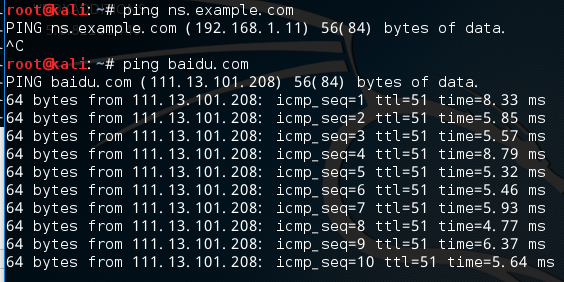 root@kali:~# ping ns.example.com
PING ns.example.com (192.168.1.11) 56(84) bytes of data.
^C
root@kali:~# ping baidu.com
PING baidu.com (111.13.101.208) 56(84) bytes of data.
64 bytes from 111.13.101.208: icmp_seq=1 ttl=51 time=8.33 ms
64 bytes from 111.13.101.208: icmp_seq=2 ttl=51 time=5.85 ms
64 bytes from 111.13.101.208: icmp_seq=3 ttl=51 time=5.57 ms
64 bytes from 111.13.101.208: icmp_seq=4 ttl=51 time=8.79 ms
64 bytes from 111.13.101.208: icmp_seq=5 ttl=51 time=5.32 ms
64 bytes from 111.13.101.208: icmp_seq=6 ttl=51 time=5.46 ms
64 bytes from 111.13.101.208: icmp_seq=7 ttl=51 time=5.93 ms
64 bytes from 111.13.101.208: icmp_seq=8 ttl=51 time=4.77 ms
64 bytes from 111.13.101.208: icmp_seq=9 ttl=51 time=6.37 ms
64 bytes from 111.13.101.208: icmp_seq=10 ttl=51 time=5.64 ms